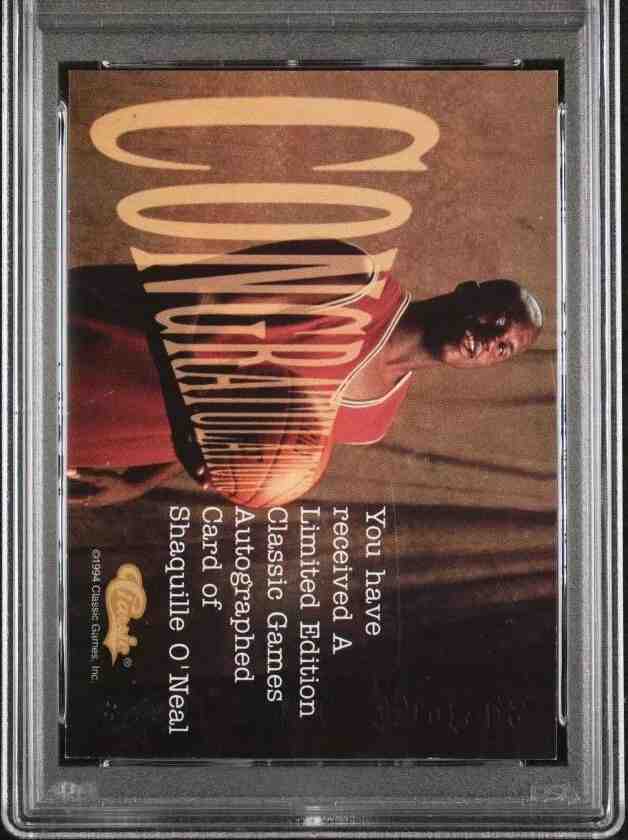 CONGRATULATIONS
You have
received A
Limited Edition
Classic Games
Autographed
Card of
Shaquille O'Neal
Classic®
©1994 Classic Games, Inc.